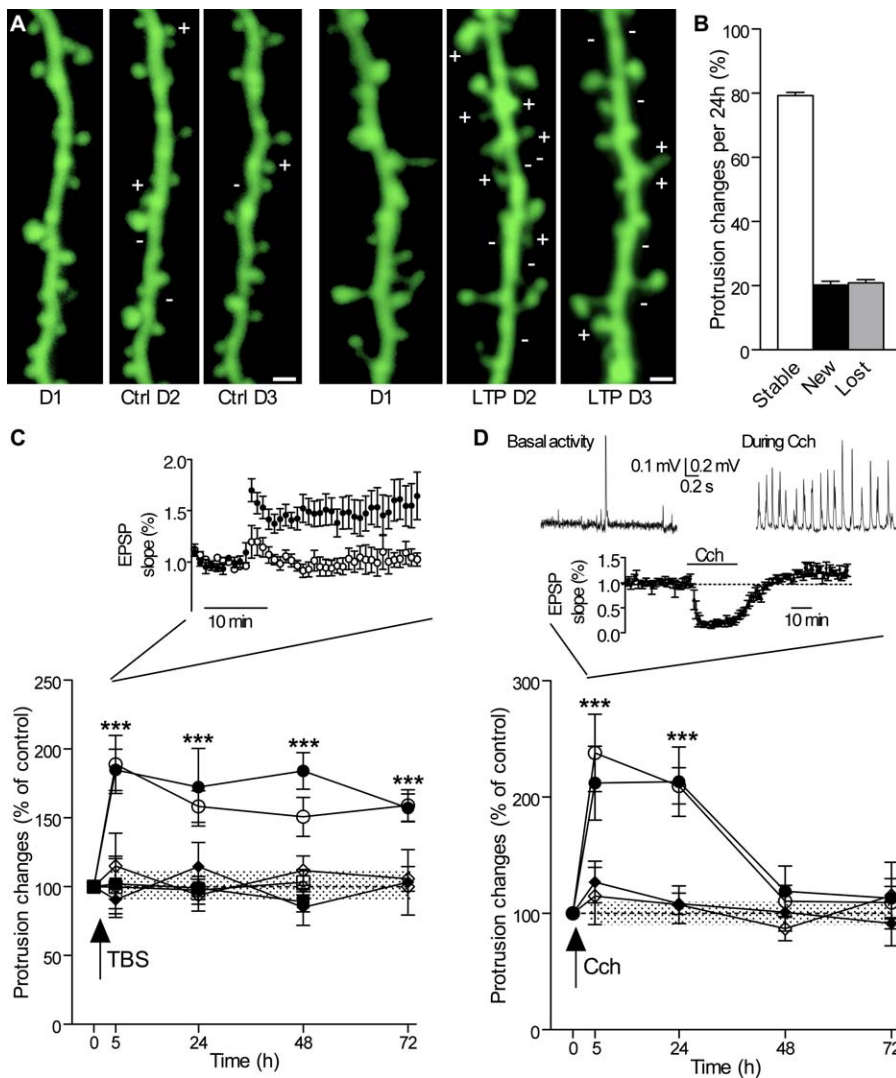 A
+
+
-
-
+
-
+
+
+
+
-
-
+
+
-
-
-
-
-
-
+
+
-
-
+
D1
Ctrl D2
Ctrl D3
D1
LTP D2
LTP D3
B
Protrusion changes per 24h (%)
100
80
60
40
20
0
Stable
New
Lost
C
EPSP
slope (%)
2.0
1.5
1.0
10 min
Protrusion changes (% of control)
250
200
150
100
50
0
***
***
***
***
TBS
0 5 24 48 72
Time (h)
D
Basal activity
During Cch
0.1 mV 0.2 mV
0.2 s
Cch
EPSP
slope (%)
1.5
1.0
0.5
0.0
10 min
Protrusion changes (% of control)
300
200
100
0
***
***
Cch
0 5 24 48 72
Time (h)